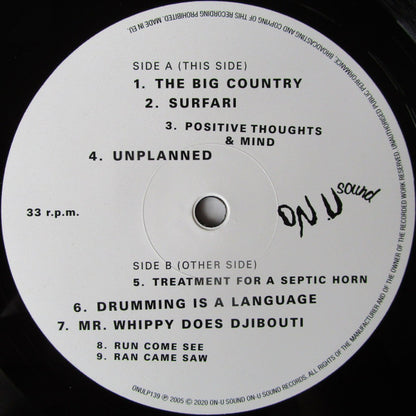 SIDE A (THIS SIDE)
1. THE BIG COUNTRY
2. SURFARI
3. POSITIVE THOUGHTS
& MIND
4. UNPLANNED
33 r.p.m.
ON.U sound
SIDE B (OTHER SIDE)
5. TREATMENT FOR A SEPTIC HORN
6. DRUMMING IS A LANGUAGE
7. MR. WHIPPY DOES DJIBOUTI
8. RUN COME SEE
9. RAN CAME SAW
ONULP139 ℗ 2005 © 2020 ON-U SOUND ON-U SOUND RECORDS. ALL RIGHTS OF THE MANUFACTURER AND OF THE OWNER OF THE RECORDED WORK RESERVED. UNAUTHORISED PUBLIC PERFORMANCE, BROADCASTING AND COPYING OF THIS RECORDING PROHIBITED. MADE IN EU.